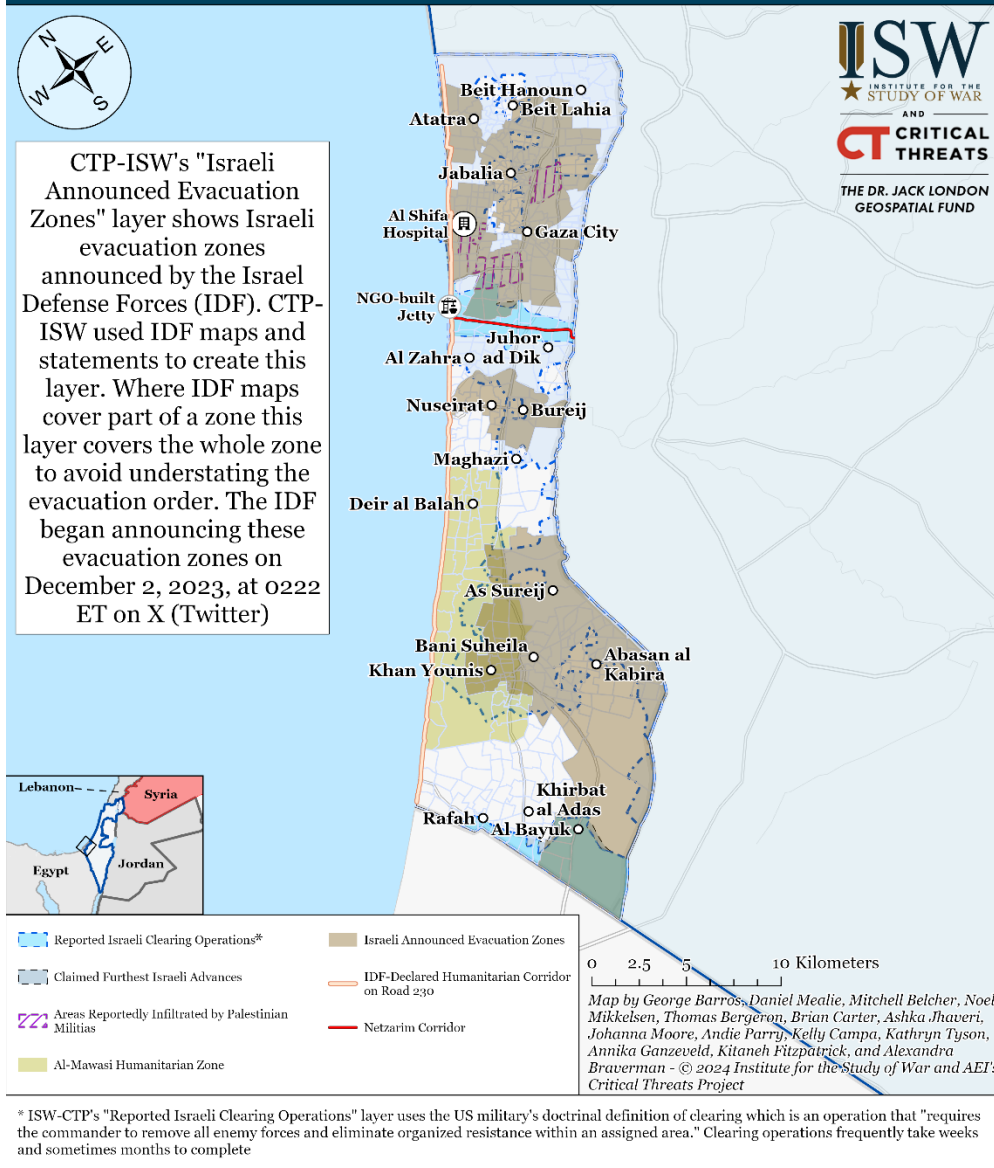 N
E
W
S
ISW
INSTITUTE FOR THE
STUDY OF WAR
AND
CT CRITICAL
THREATS
THE DR. JACK LONDON
GEOSPATIAL FUND
CTP-ISW's "Israeli
Announced Evacuation
Zones" layer shows Israeli
evacuation zones
announced by the Israel
Defense Forces (IDF). CTP-
ISW used IDF maps and
statements to create this
layer. Where IDF maps
cover part of a zone this
layer covers the whole zone
to avoid understating the
evacuation order. The IDF
began announcing these
evacuation zones on
December 2, 2023, at 0222
ET on X (Twitter)
Beit Hanoun
Beit Lahia
Atatra
Jabalia
Al Shifa
Hospital
Gaza City
NGO-built
Jetty
Juhor
ad Dik
Al Zahra
Nuseirat
Bureij
Maghazi
Deir al Balah
As Sureij
Bani Suheila
Khan Younis
Abasan al
Kabira
Khirbat
al Adas
Rafah
Al Bayuk
Lebanon
Syria
Egypt
Jordan
Reported Israeli Clearing Operations*
Claimed Furthest Israeli Advances
Areas Reportedly Infiltrated by Palestinian
Militias
Al-Mawasi Humanitarian Zone
Israeli Announced Evacuation Zones
IDF-Declared Humanitarian Corridor
on Road 230
Netzarim Corridor
0 2.5 5 10 Kilometers
Map by George Barros, Daniel Mealie, Mitchell Belcher, Noel
Mikkelsen, Thomas Bergeron, Brian Carter, Ashka Jhaveri,
Johanna Moore, Andie Parry, Kelly Campa, Kathryn Tyson,
Annika Ganzeveld, Kitaneh Fitzpatrick, and Alexandra
Braverman - © 2024 Institute for the Study of War and AEI's
Critical Threats Project
* ISW-CTP's "Reported Israeli Clearing Operations" layer uses the US military's doctrinal definition of clearing which is an operation that "requires
the commander to remove all enemy forces and eliminate organized resistance within an assigned area." Clearing operations frequently take weeks
and sometimes months to complete